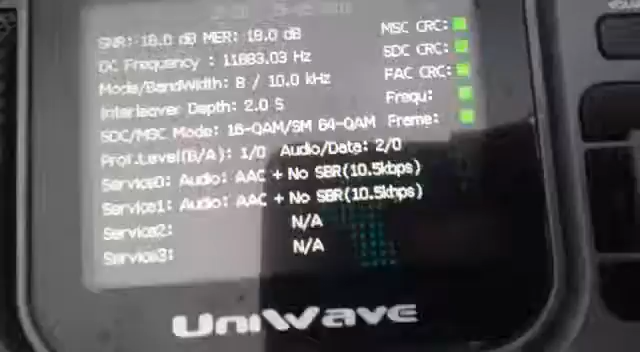 SNR: 18.0 dB MER: 18.0 dB MSC CRC:
DC Frequency : 11683.03 Hz SDC CRC:
Mode/BandWidth: B / 10.0 kHz FAC CRC:
Interleaver Depth: 2.0 S Frequ:
SDC/MSC Mode: 16-QAM/SM 64-QAM Frame:
Prot.Level(B/A): 1/0 Audio/Data: 2/0
Service0: Audio: AAC + No SBR(10.5kbps)
Service1: Audio: AAC + No SBR(10.5kbps)
Service2: N/A
Service3: N/A
UniWave